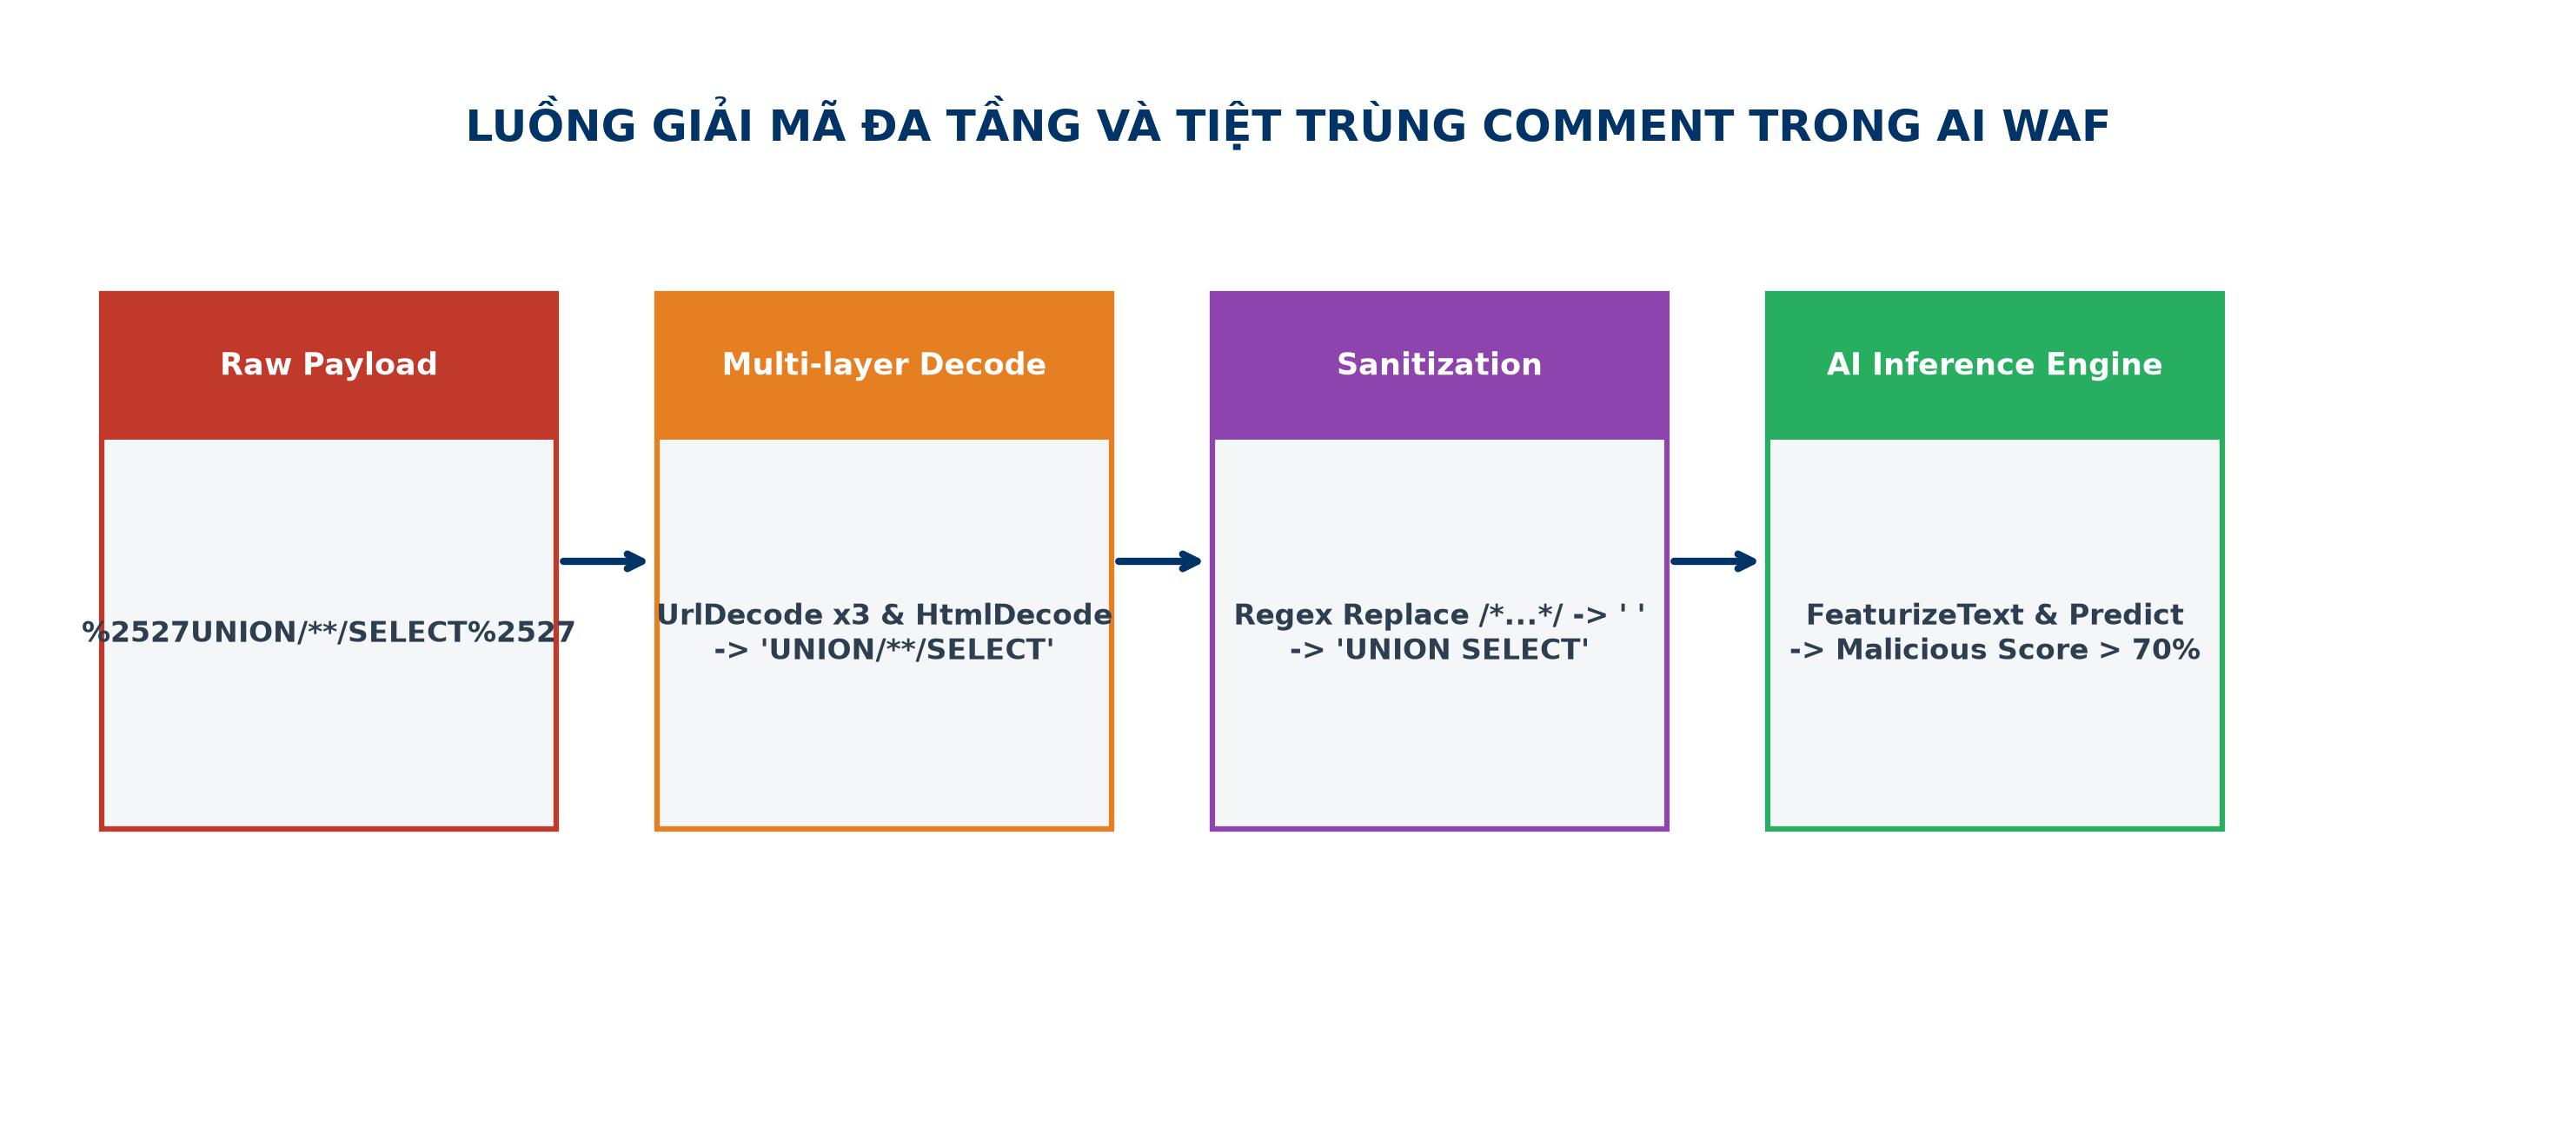 LUỒNG GIẢI MÃ ĐA TẦNG VÀ TIỆT TRÙNG COMMENT TRONG AI WAF
Raw Payload
%2527UNION/**/SELECT%2527
Multi-layer Decode
UrlDecode x3 & HtmlDecode
-> 'UNION/**/SELECT'
Sanitization
Regex Replace /*...*/ -> ' '
-> 'UNION SELECT'
AI Inference Engine
FeaturizeText & Predict
-> Malicious Score > 70%